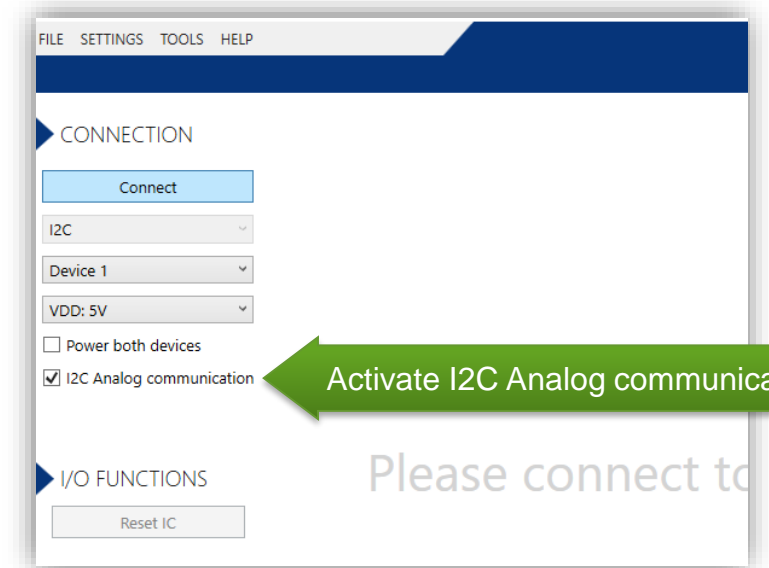 FILE SETTINGS TOOLS HELP
CONNECTION
Connect
I2C
Device 1
VDD: 5V
Power both devices
I2C Analog communication
Activate I2C Analog communica
I/O FUNCTIONS
Please connect to
Reset IC